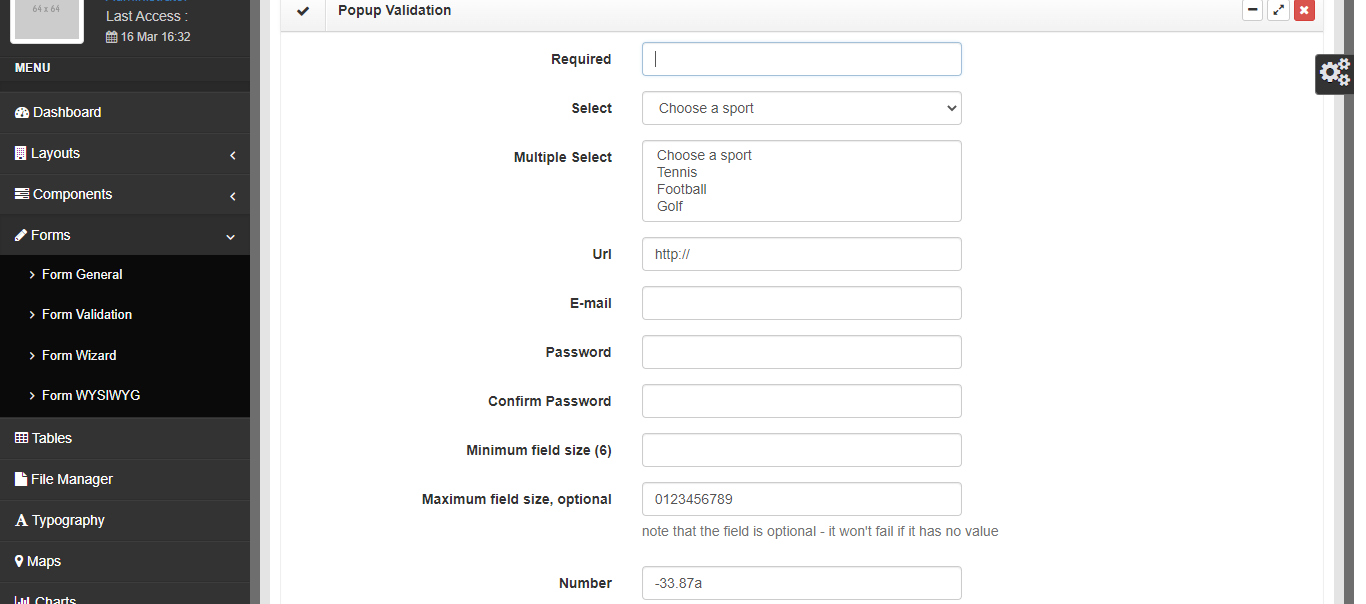 64 x 64
Last Access :
16 Mar 16:32
MENU
Dashboard
Layouts
Components
Forms
Form General
Form Validation
Form Wizard
Form WYSIWYG
Tables
File Manager
Typography
Maps
Charts
Popup Validation
Required
Select
Choose a sport
Multiple Select
Choose a sport
Tennis
Football
Golf
Url
http://
E-mail
Password
Confirm Password
Minimum field size (6)
Maximum field size, optional
0123456789
note that the field is optional - it won't fail if it has no value
Number
-33.87a